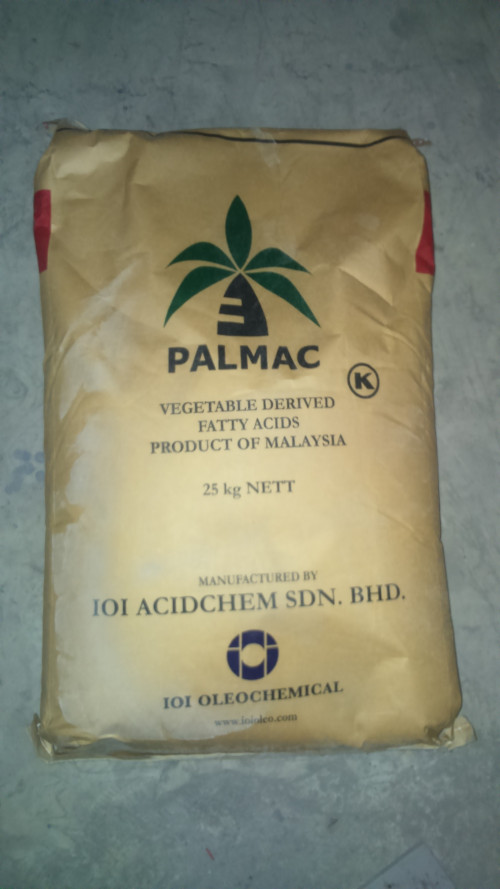 PALMAC
K
VEGETABLE DERIVED
FATTY ACIDS
PRODUCT OF MALAYSIA
25 kg NETT
MANUFACTURED BY
IOI ACIDCHEM SDN. BHD.
IOI
IOI OLEOCHEMICAL
www.ioioleo.com